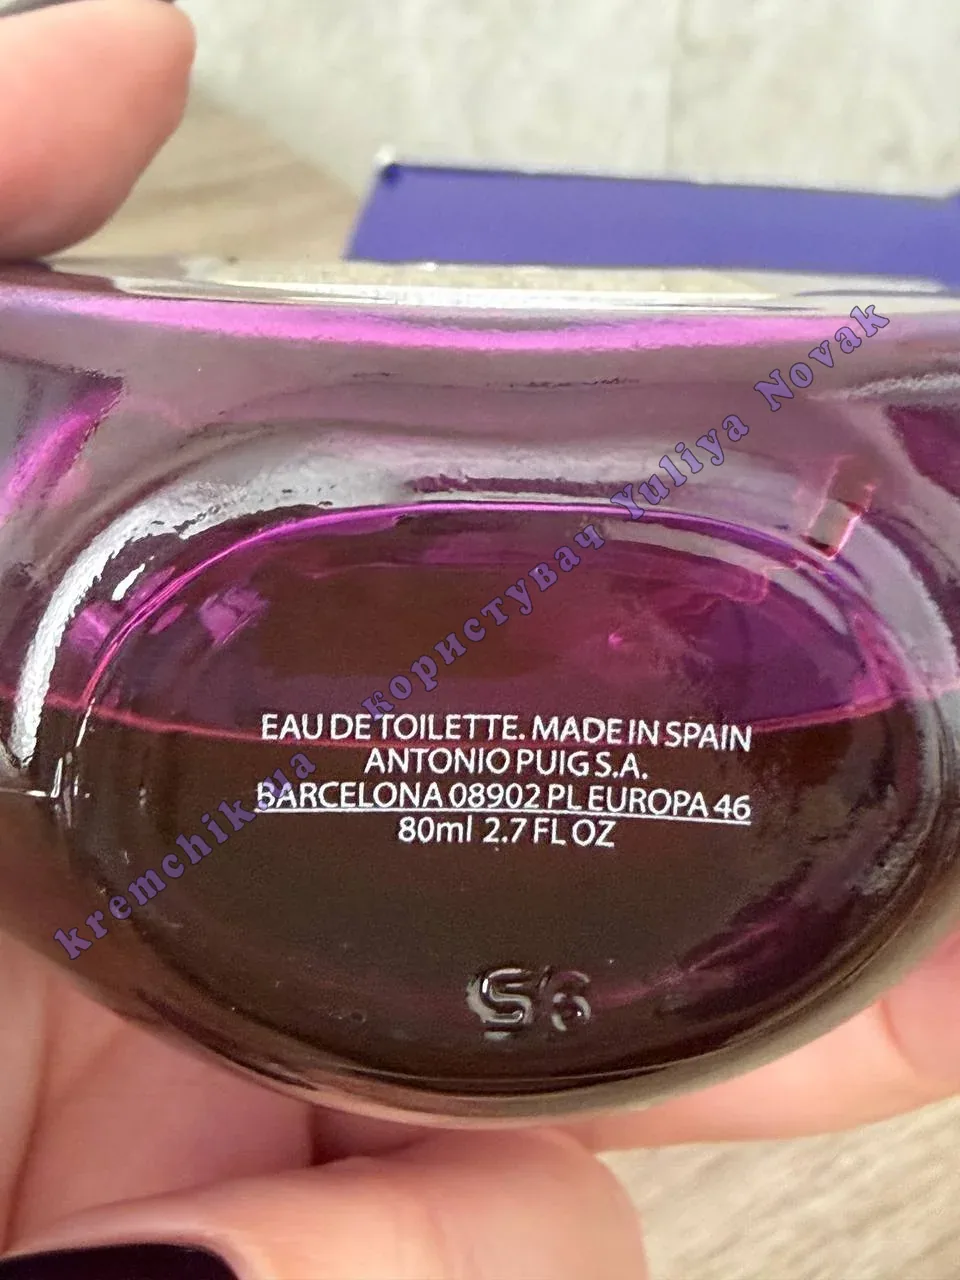 EAU DE TOILETTE. MADE IN SPAIN
ANTONIO PUIG S.A.
BARCELONA 08902 PL EUROPA 46
80ml 2.7 FL OZ
S6
kremchik.ua користувач Yuliya Novak